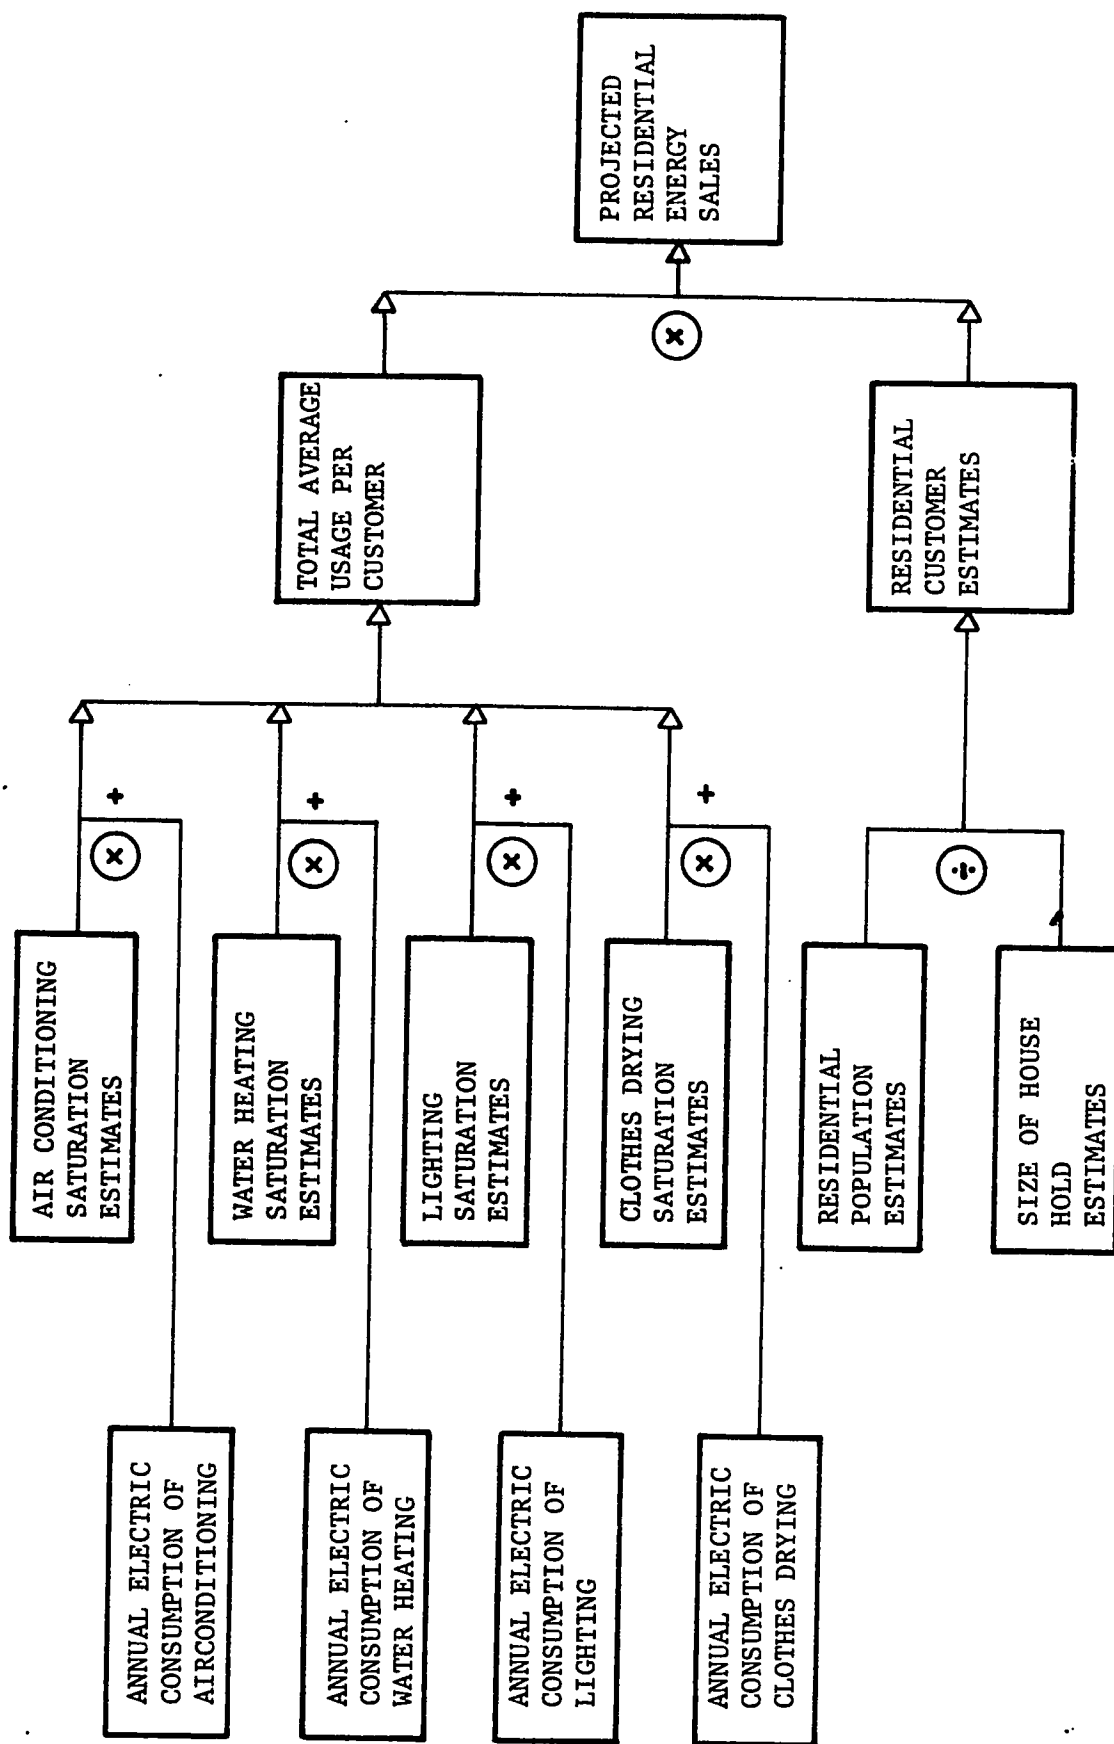 ANNUAL ELECTRIC
CONSUMPTION OF
AIRCONDITIONING
AIR CONDITIONING
SATURATION
ESTIMATES
×
+
ANNUAL ELECTRIC
CONSUMPTION OF
WATER HEATING
WATER HEATING
SATURATION
ESTIMATES
×
+
ANNUAL ELECTRIC
CONSUMPTION OF
LIGHTING
LIGHTING
SATURATION
ESTIMATES
×
+
ANNUAL ELECTRIC
CONSUMPTION OF
CLOTHES DRYING
CLOTHES DRYING
SATURATION
ESTIMATES
×
+
TOTAL AVERAGE
USAGE PER
CUSTOMER
RESIDENTIAL
POPULATION
ESTIMATES
÷
SIZE OF HOUSE
HOLD
ESTIMATES
RESIDENTIAL
CUSTOMER
ESTIMATES
×
PROJECTED
RESIDENTIAL
ENERGY
SALES